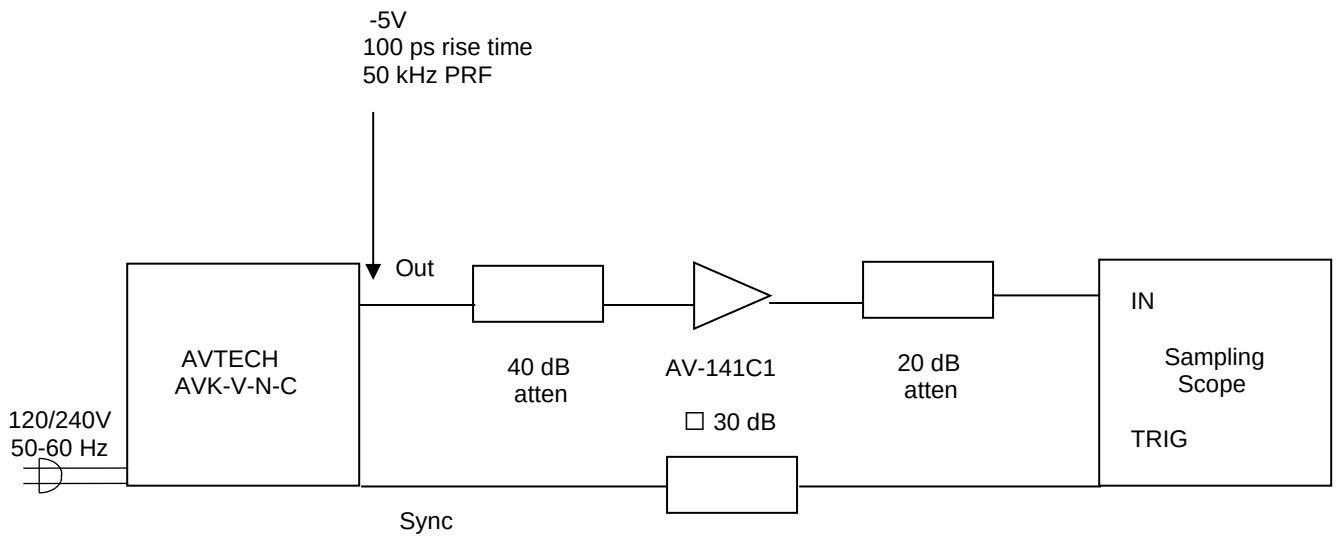 -5V
100 ps rise time
50 kHz PRF
Out
IN
AVTECH
AVK-V-N-C
40 dB
atten
AV-141C1
20 dB
atten
Sampling
Scope
120/240V
50-60 Hz
□ 30 dB
TRIG
Sync